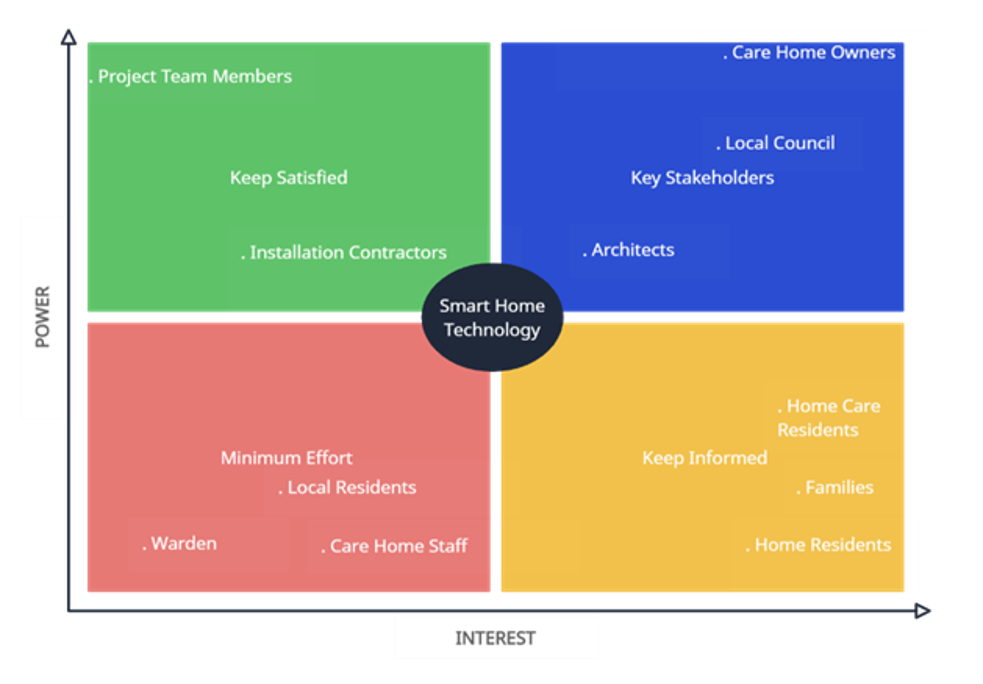 . Project Team Members
Keep Satisfied
. Installation Contractors
. Care Home Owners
. Local Council
Key Stakeholders
. Architects
Smart Home
Technology
POWER
Minimum Effort
. Local Residents
. Warden
. Care Home Staff
. Home Care
Residents
Keep Informed
. Families
. Home Residents
INTEREST